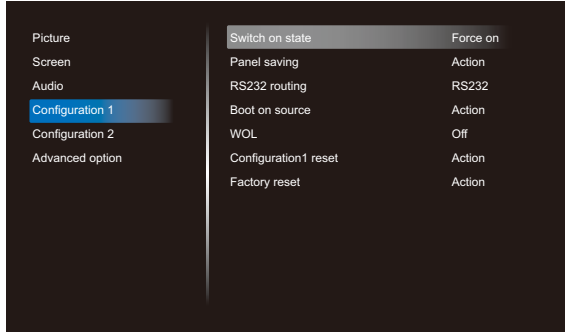 Picture
Screen
Audio
Configuration 1
Configuration 2
Advanced option
Switch on state Force on
Panel saving Action
RS232 routing RS232
Boot on source Action
WOL Off
Configuration1 reset Action
Factory reset Action